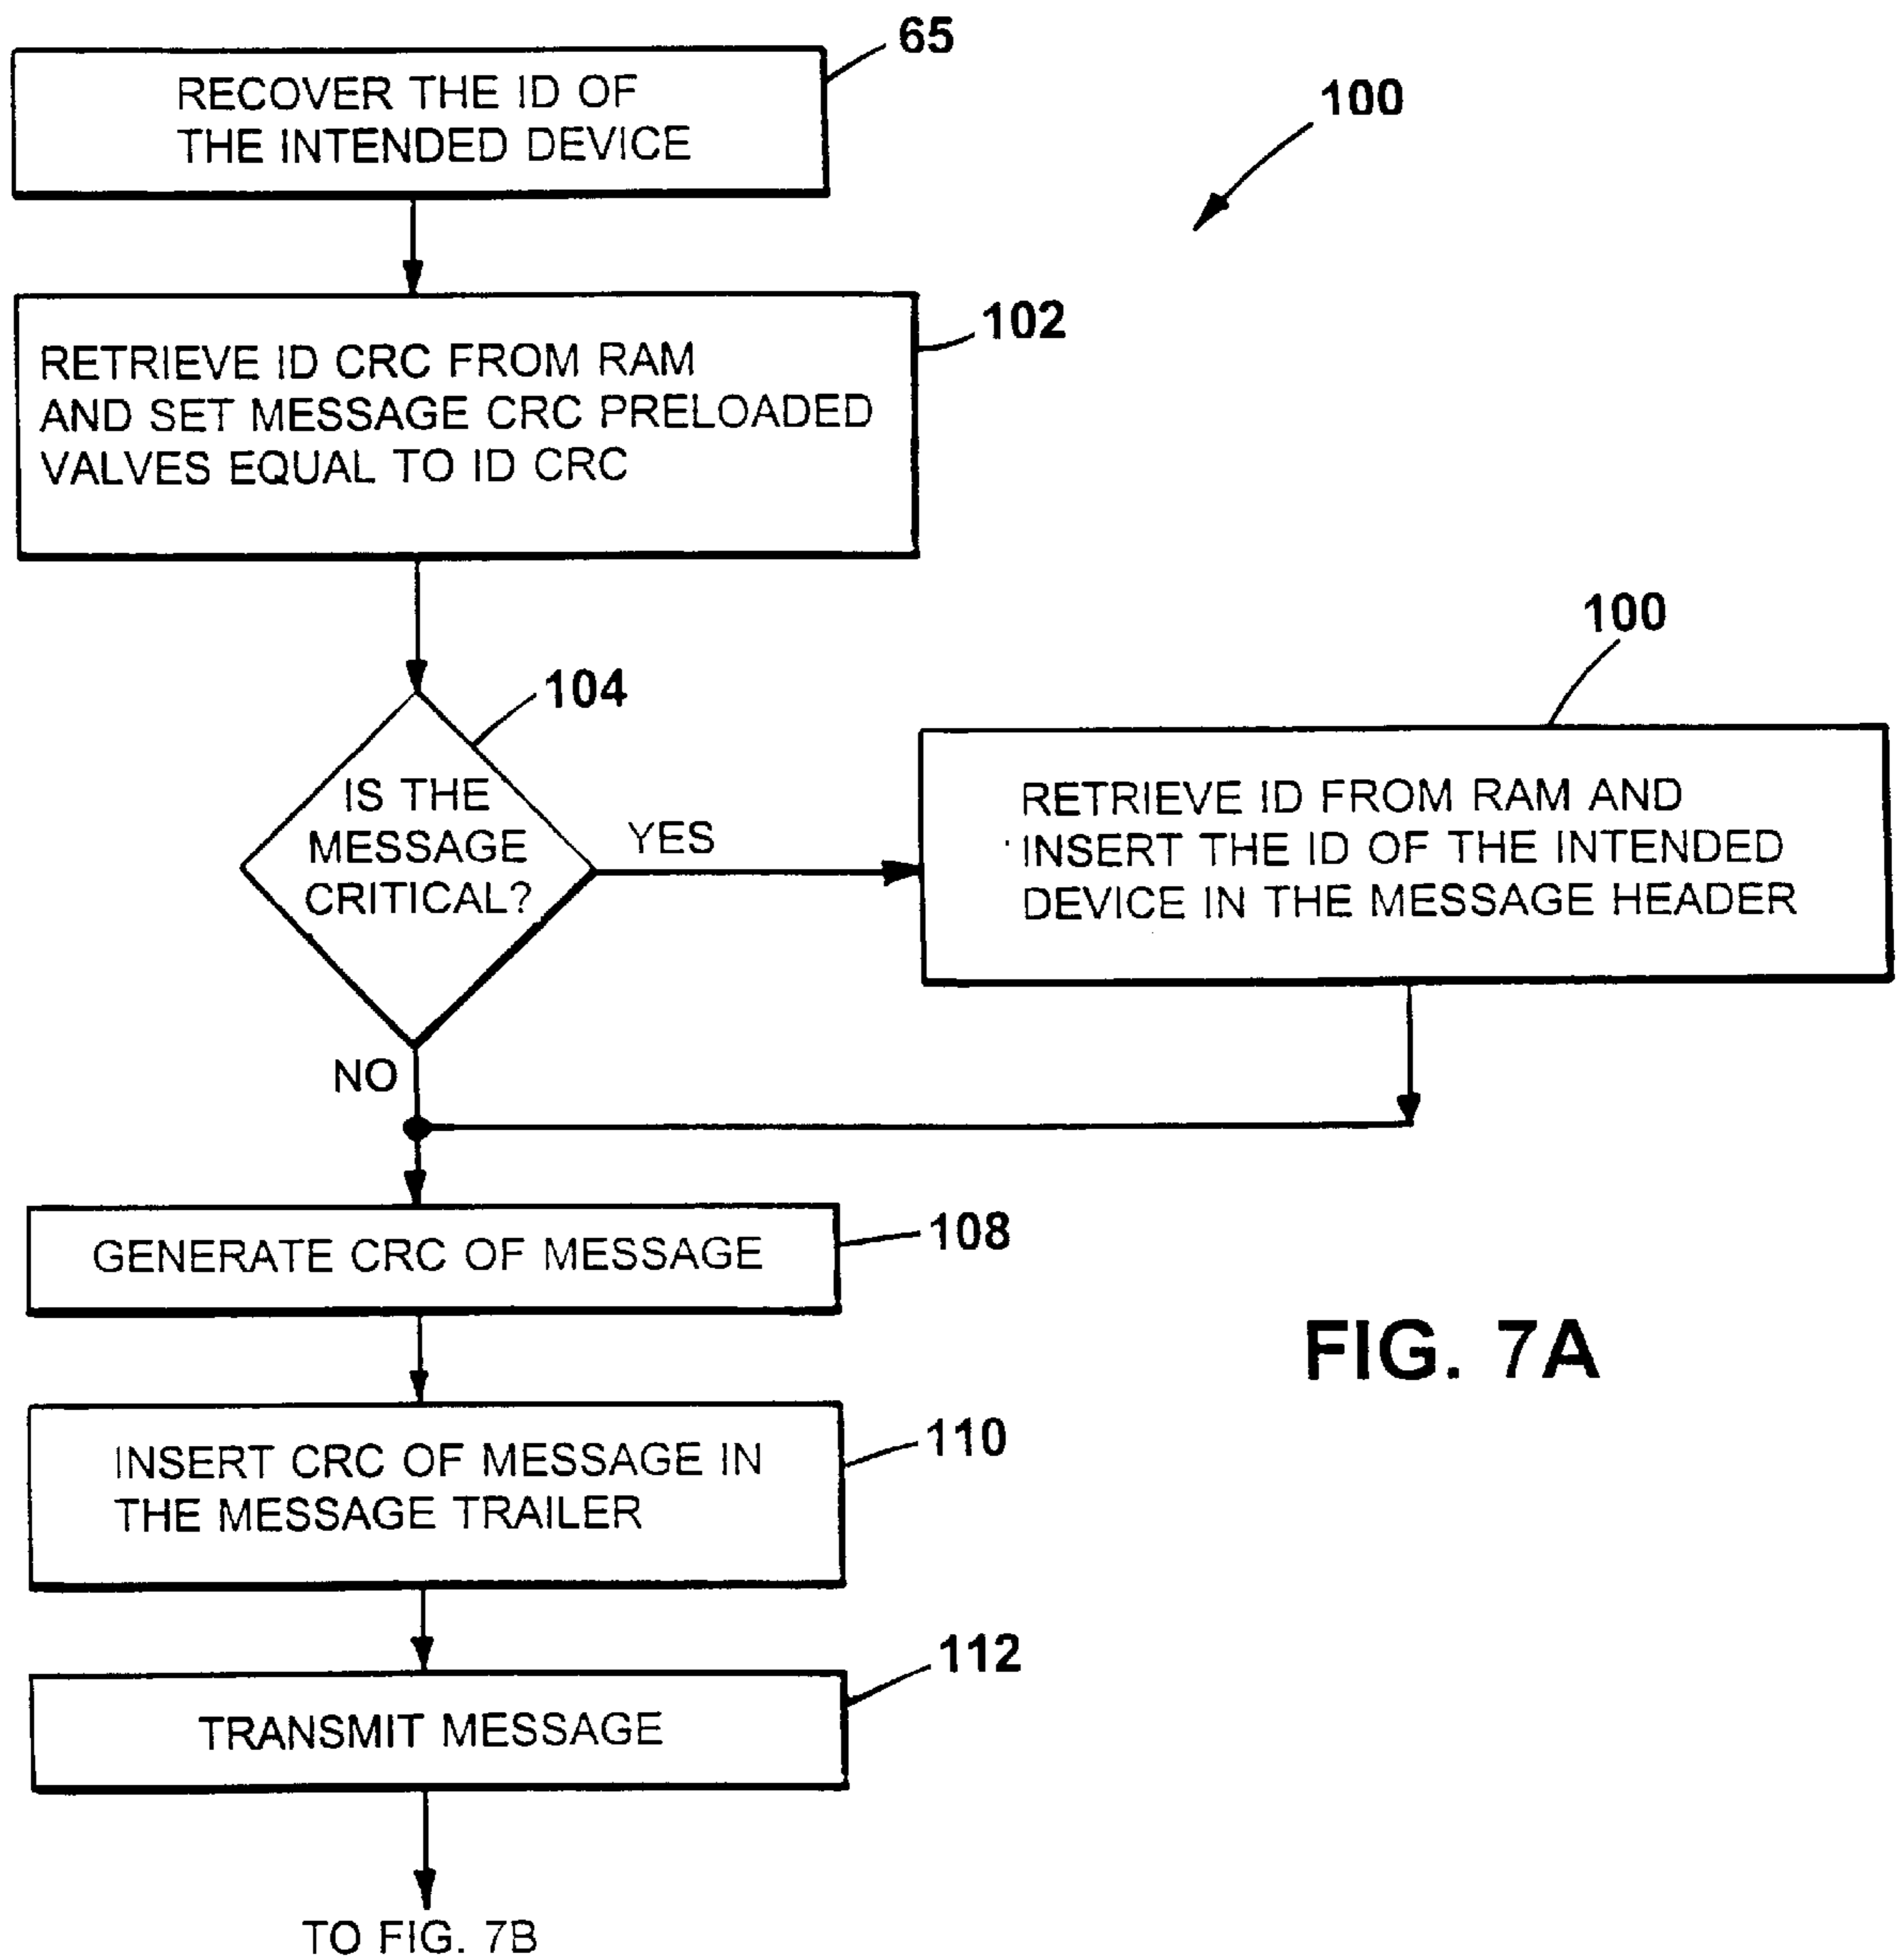 65
RECOVER THE ID OF
THE INTENDED DEVICE
100
102
RETRIEVE ID CRC FROM RAM
AND SET MESSAGE CRC PRELOADED
VALVES EQUAL TO ID CRC
104
IS THE
MESSAGE
CRITICAL?
YES
NO
100
RETRIEVE ID FROM RAM AND
INSERT THE ID OF THE INTENDED
DEVICE IN THE MESSAGE HEADER
108
GENERATE CRC OF MESSAGE
110
INSERT CRC OF MESSAGE IN
THE MESSAGE TRAILER
112
TRANSMIT MESSAGE
TO FIG. 7B
FIG. 7A